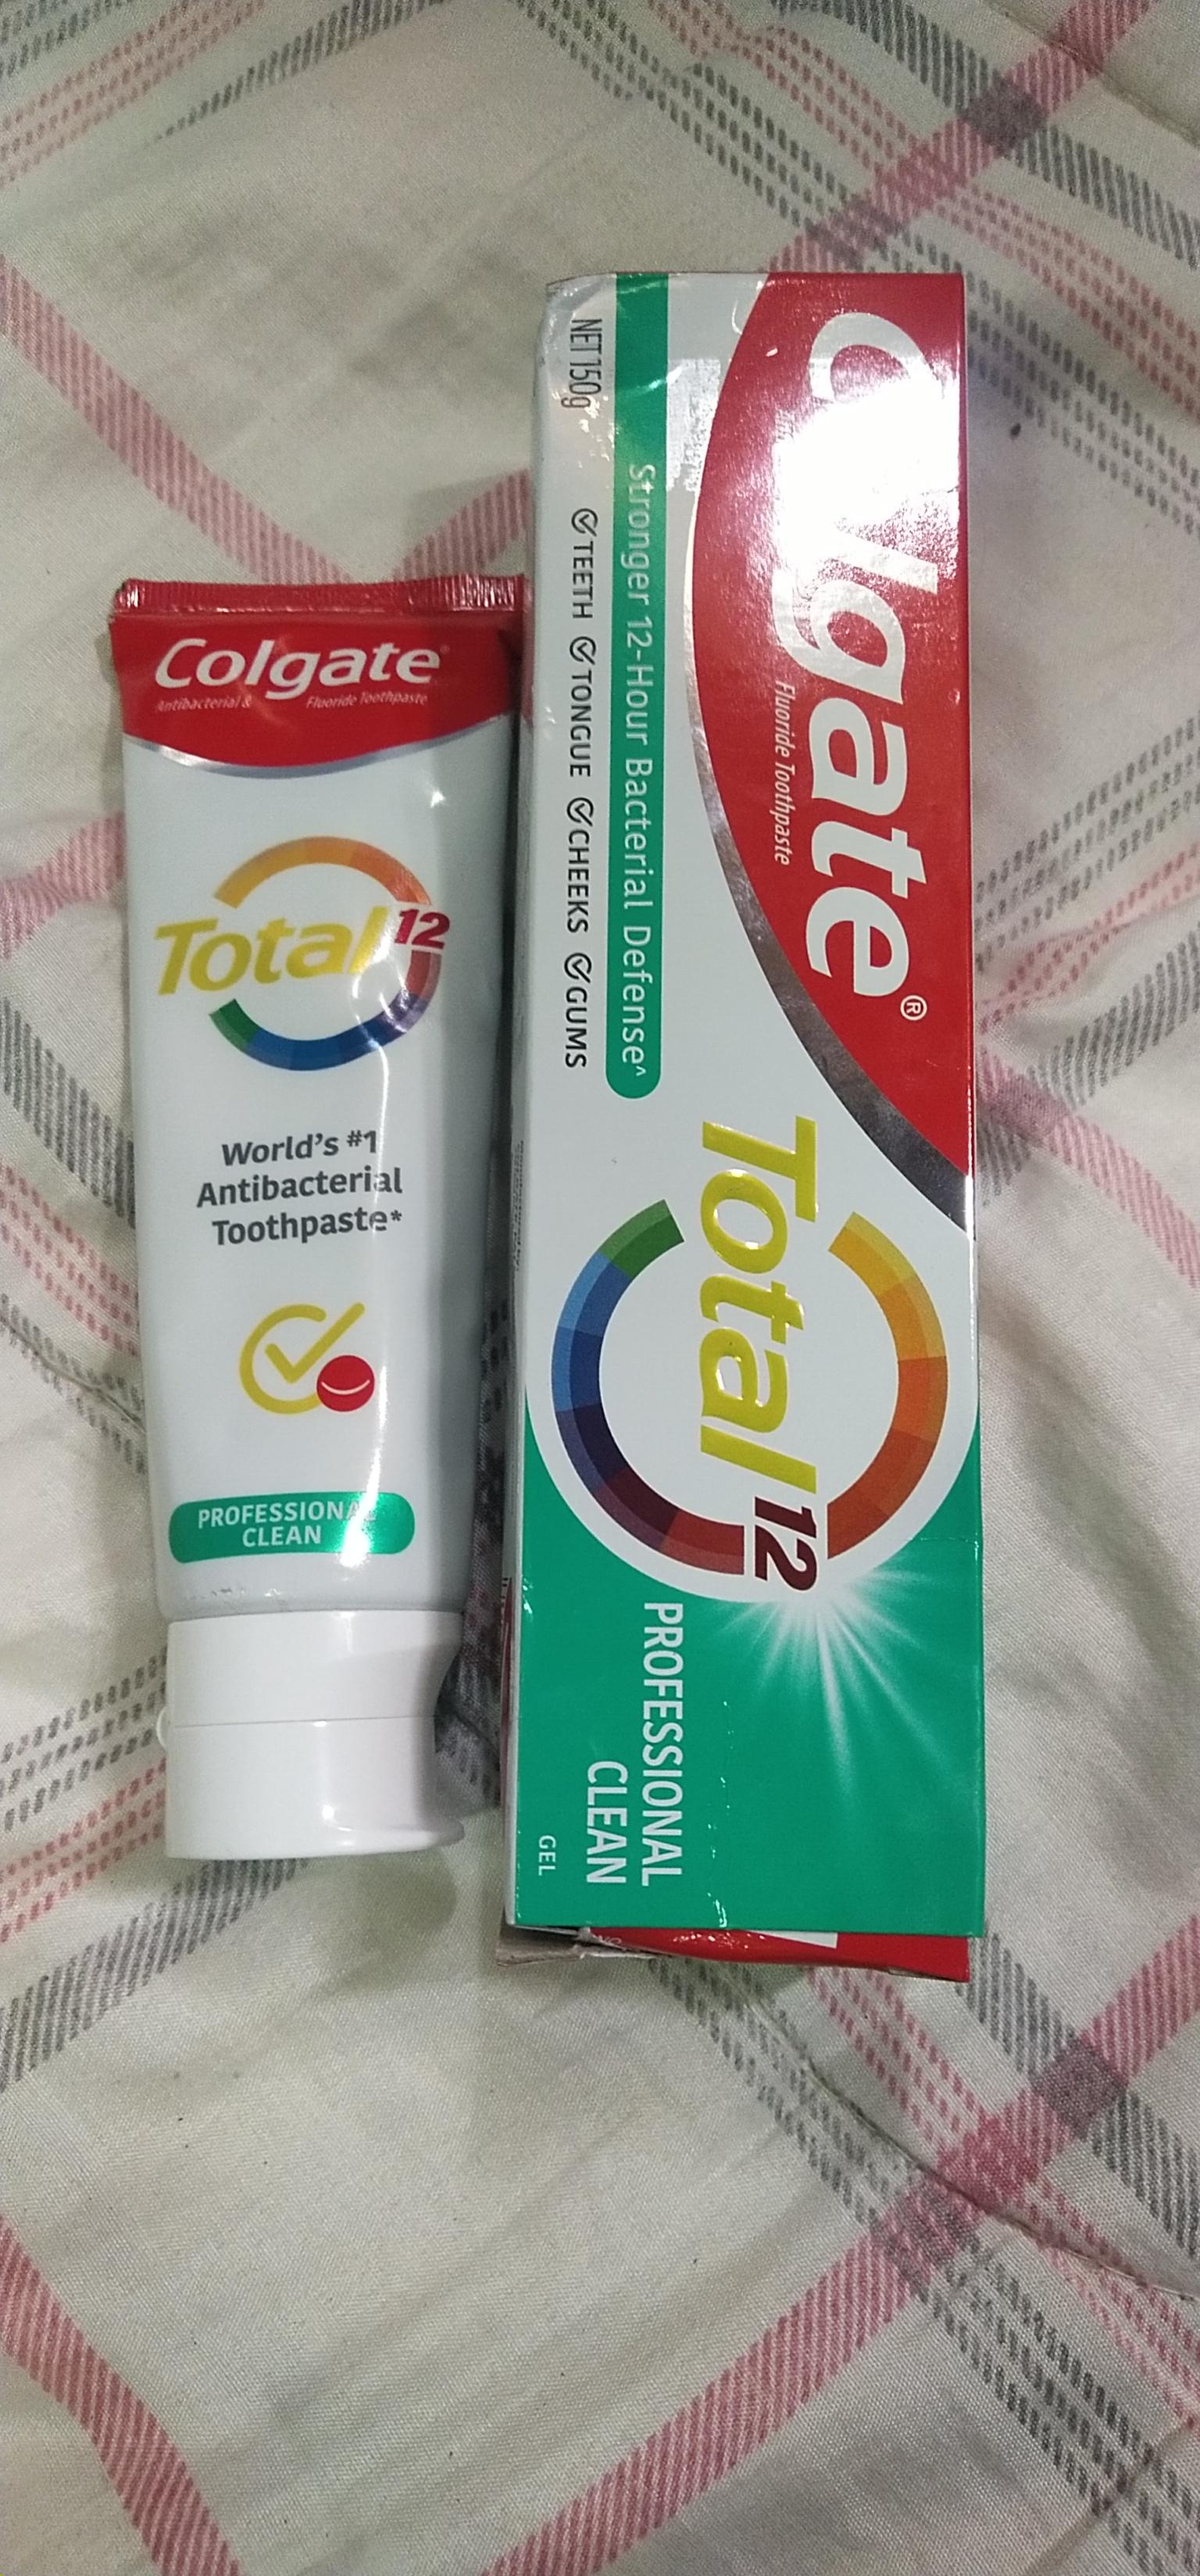 Colgate
Antibacterial & Fluoride Toothpaste
Total 12
World's #1
Antibacterial
Toothpaste*
PROFESSIONAL
CLEAN
Colgate®
Fluoride Toothpaste
Stronger 12-Hour Bacterial Defense^
NET 150g
TEETH TONGUE CHEEKS GUMS
Total 12
PROFESSIONAL
CLEAN
GEL